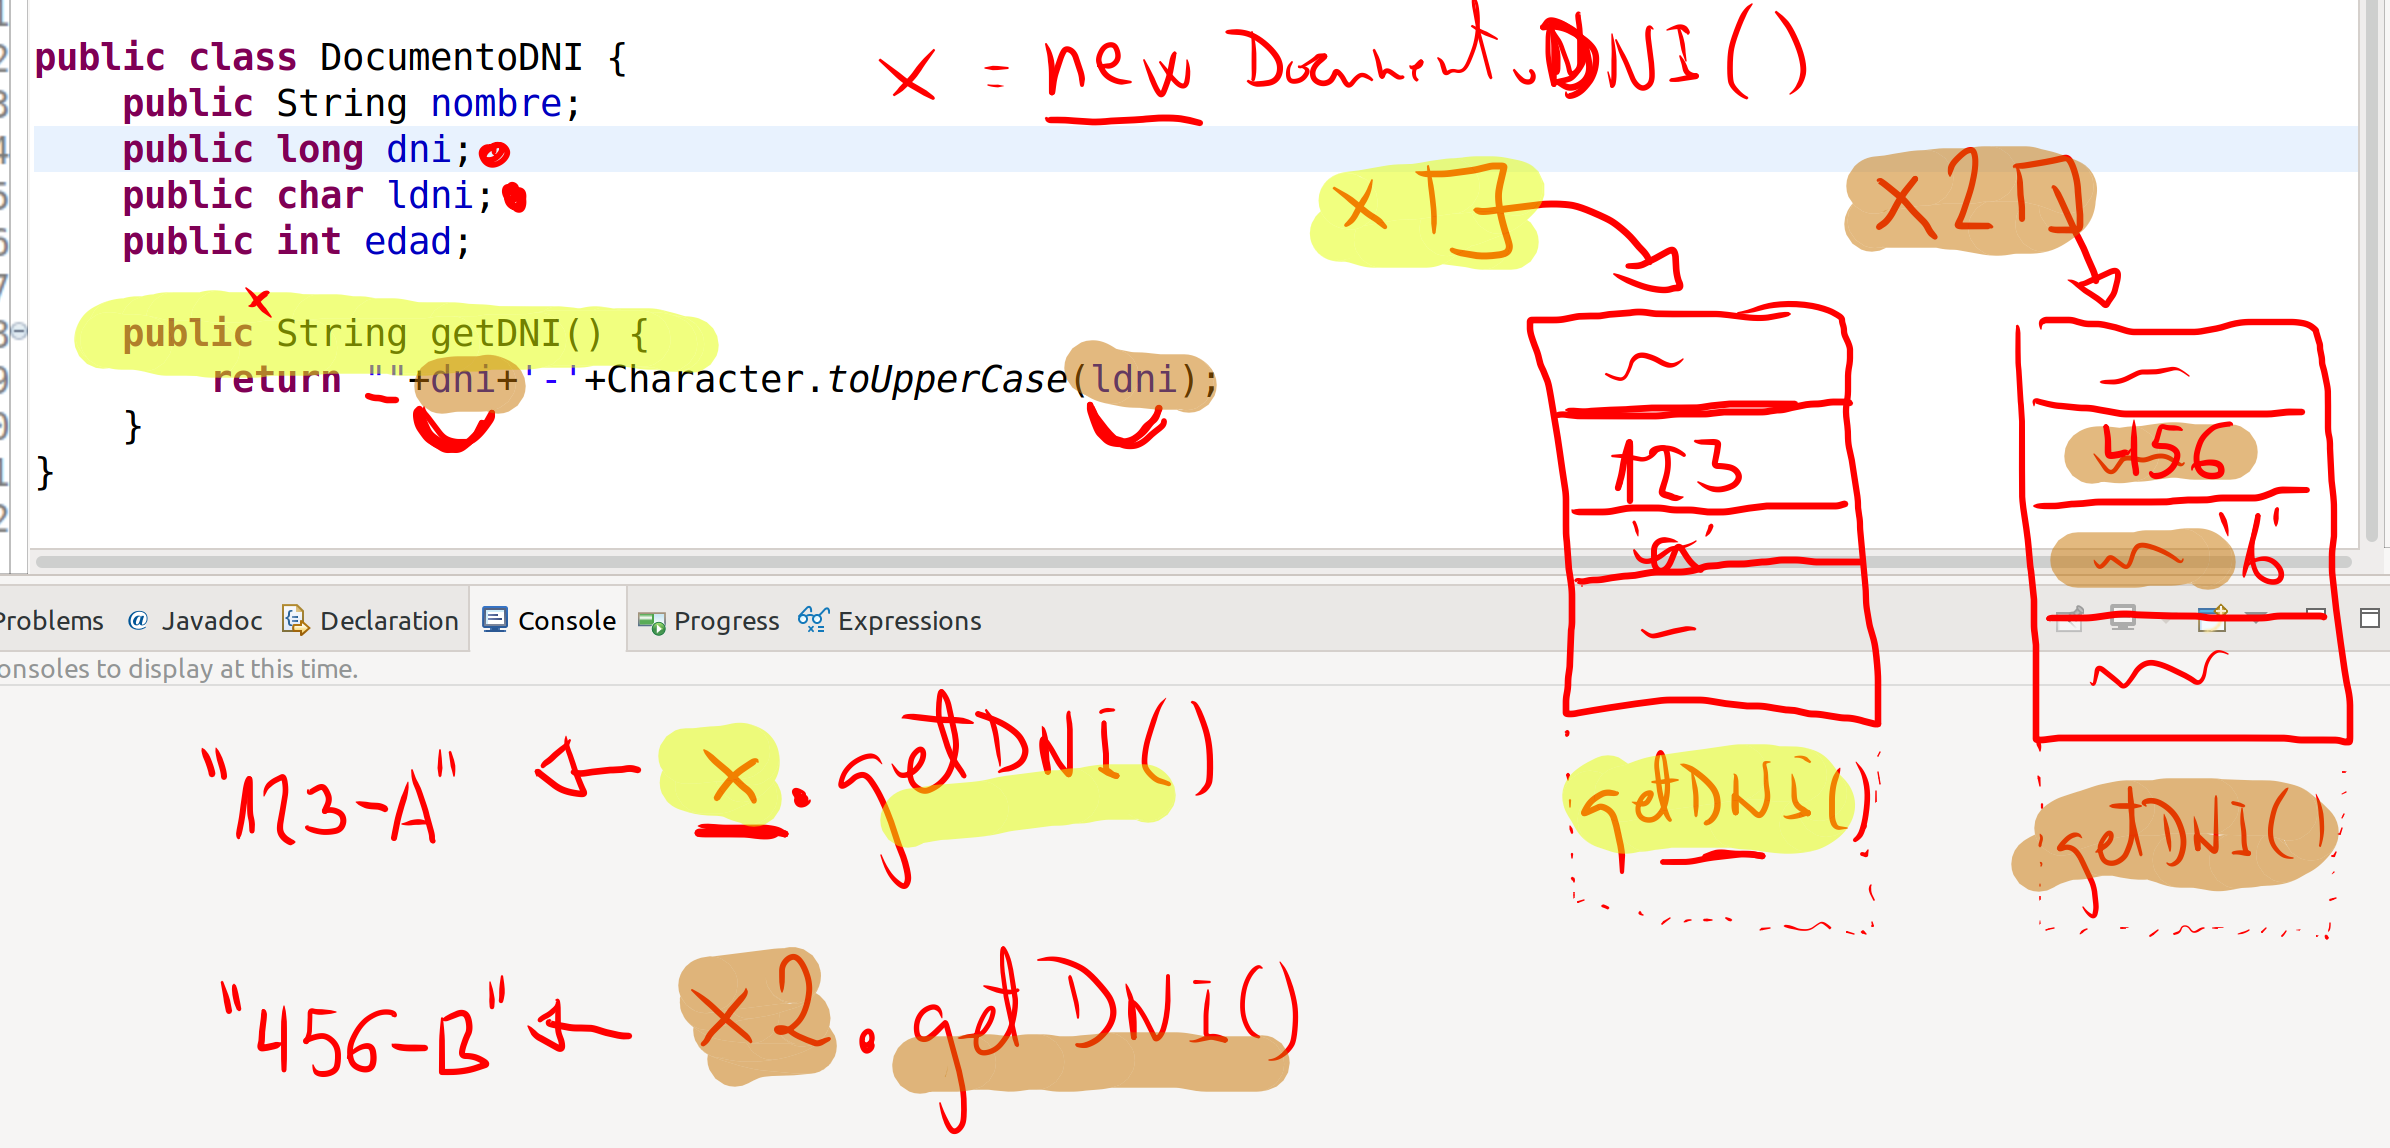 public class DocumentoDNI {
x = new DocumentoDNI()
public String nombre;
public long dni;
public char ldni;
public int edad;
x
x
x2
public String getDNI() {
return ""+dni+'-'+Character.toUpperCase(ldni);
}
}
123
'a'
456
'b'
Problems @ Javadoc Declaration Console Progress Expressions
onsoles to display at this time.
"123-A" ← x.getDNI()
getDNI()
getDNI()
"456-B" ← x2.getDNI()